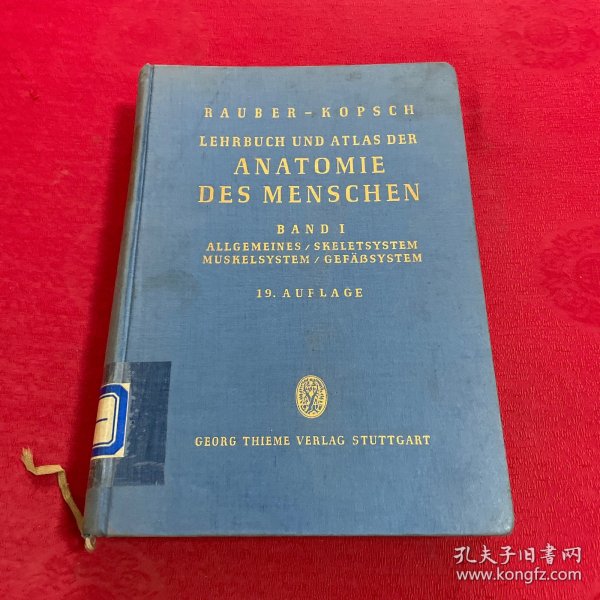 RAUBER – KOPSCH
LEHRBUCH UND ATLAS DER
ANATOMIE
DES MENSCHEN
BAND I
ALLGEMEINES / SKELETSYSTEM
MUSKELSYSTEM / GEFÄßSYSTEM
19. AUFLAGE
GEORG THIEME VERLAG STUTTGART
孔夫子旧书网
www.kongfz.com